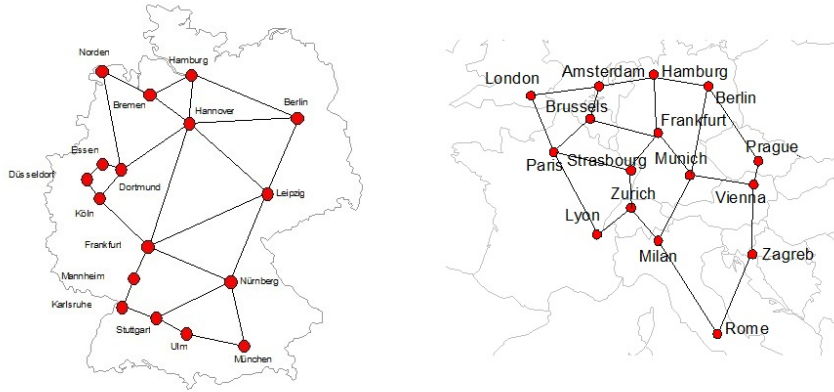 Norden
Hamburg
Bremen
Hannover
Berlin
Essen
Düsseldorf
Dortmund
Köln
Leipzig
Frankfurt
Mannheim
Nürnberg
Karlsruhe
Stuttgart
Ulm
München
London
Amsterdam
Hamburg
Berlin
Brussels
Frankfurt
Paris
Strasbourg
Munich
Prague
Zurich
Vienna
Lyon
Milan
Zagreb
Rome